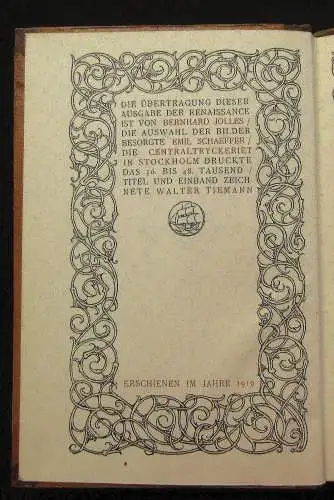 DIE ÜBERTRAGUNG DIESER
AUSGABE DER RENAISSANCE
IST VON BERNHARD JOLLES /
DIE AUSWAHL DER BILDER
BESORGTE EMIL SCHAEFFER /
DIE CENTRALTRYCKERIET
IN STOCKHOLM DRUCKTE
DAS 36. BIS 48. TAUSEND /
TITEL UND EINBAND ZEICH
NETE WALTER TIEMANN
ERSCHIENEN IM JAHRE 1919